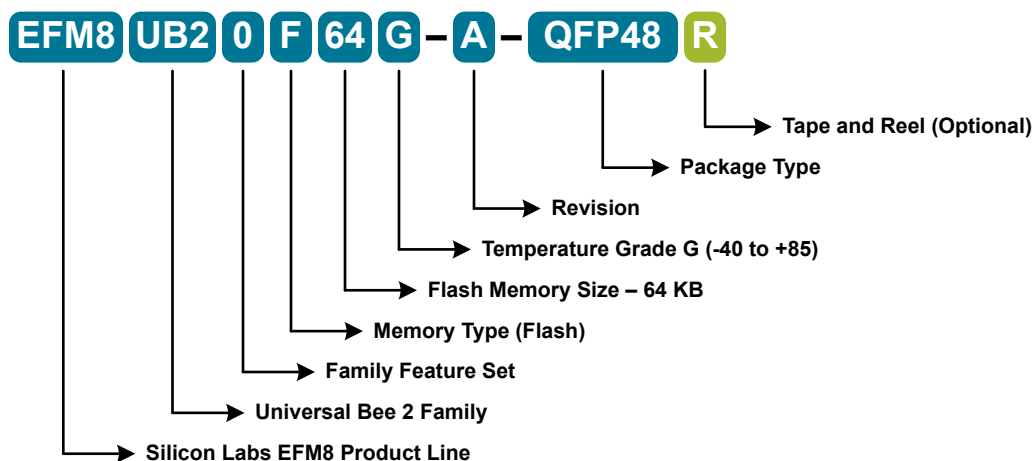 EFM8 UB2 0 F 64 G – A – QFP48 R
Tape and Reel (Optional)
Package Type
Revision
Temperature Grade G (-40 to +85)
Flash Memory Size – 64 KB
Memory Type (Flash)
Family Feature Set
Universal Bee 2 Family
Silicon Labs EFM8 Product Line